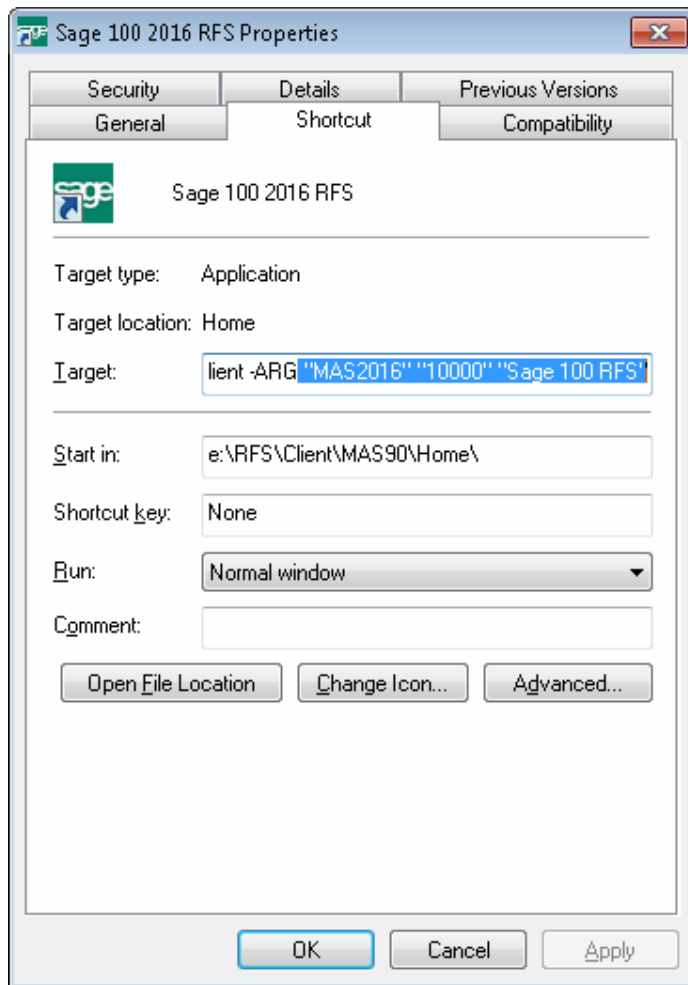 Sage 100 2016 RFS Properties
Security Details Previous Versions
General Shortcut Compatibility
sage Sage 100 2016 RFS
Target type: Application
Target location: Home
Target: lient -ARG "MAS2016" "10000" "Sage 100 RFS"
Start in: e:\RFS\Client\MAS90\Home\
Shortcut key: None
Run: Normal window
Comment:
Open File Location Change Icon... Advanced...
OK Cancel Apply